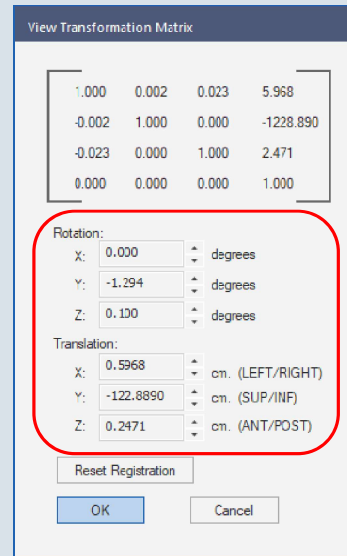 View Transformation Matrix
1.000 0.002 0.023 5.968
-0.002 1.000 0.000 -1228.890
-0.023 0.000 1.000 2.471
0.000 0.000 0.000 1.000
Rotation:
X: 0.000 degrees
Y: -1.294 degrees
Z: 0.100 degrees
Translation:
X: 0.5968 cm. (LEFT/RIGHT)
Y: -122.8890 cm. (SUP/INF)
Z: 0.2471 cm. (ANT/POST)
Reset Registration
OK Cancel